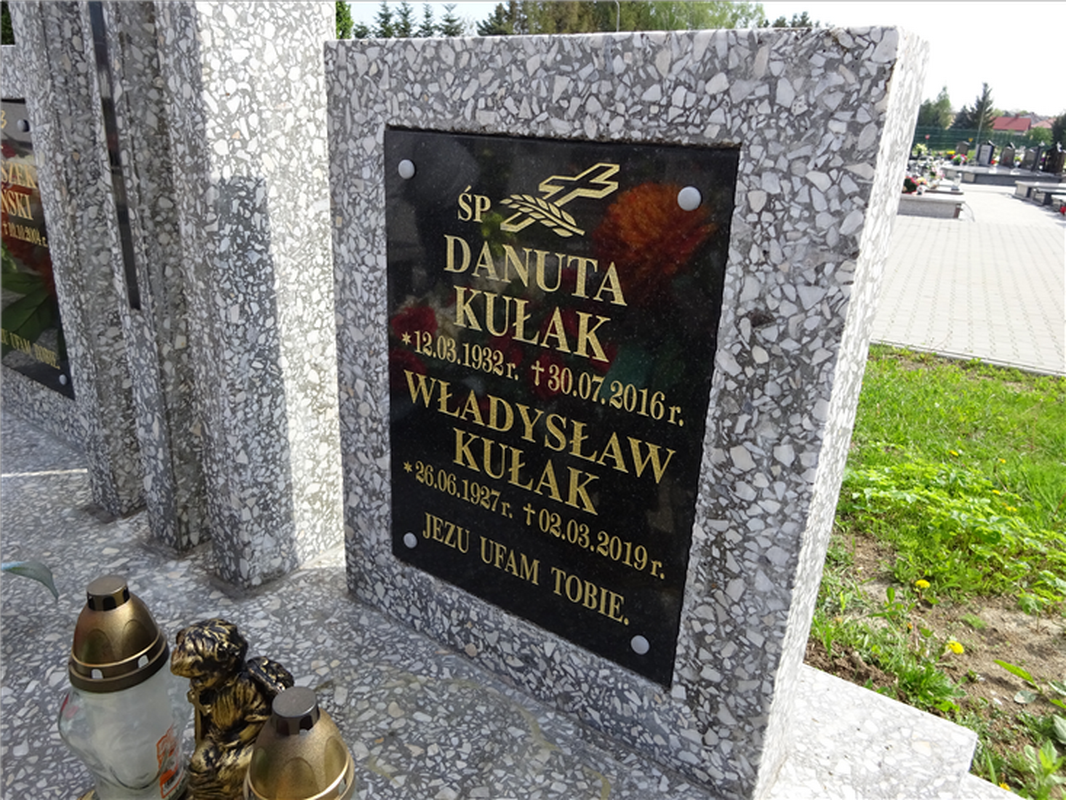 ŚP
DANUTA
KUŁAK
*12.03.1932 r. †30.07.2016 r.
WŁADYSŁAW
KUŁAK
*26.06.1927 r. †02.03.2019 r.
JEZU UFAM TOBIE.